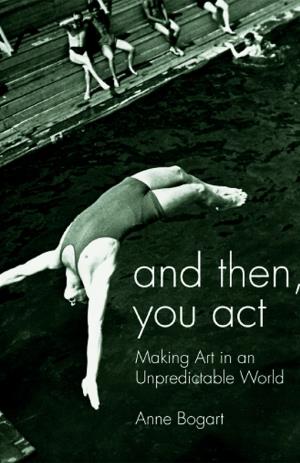 and then,
you act
Making Art in an
Unpredictable World
Anne Bogart